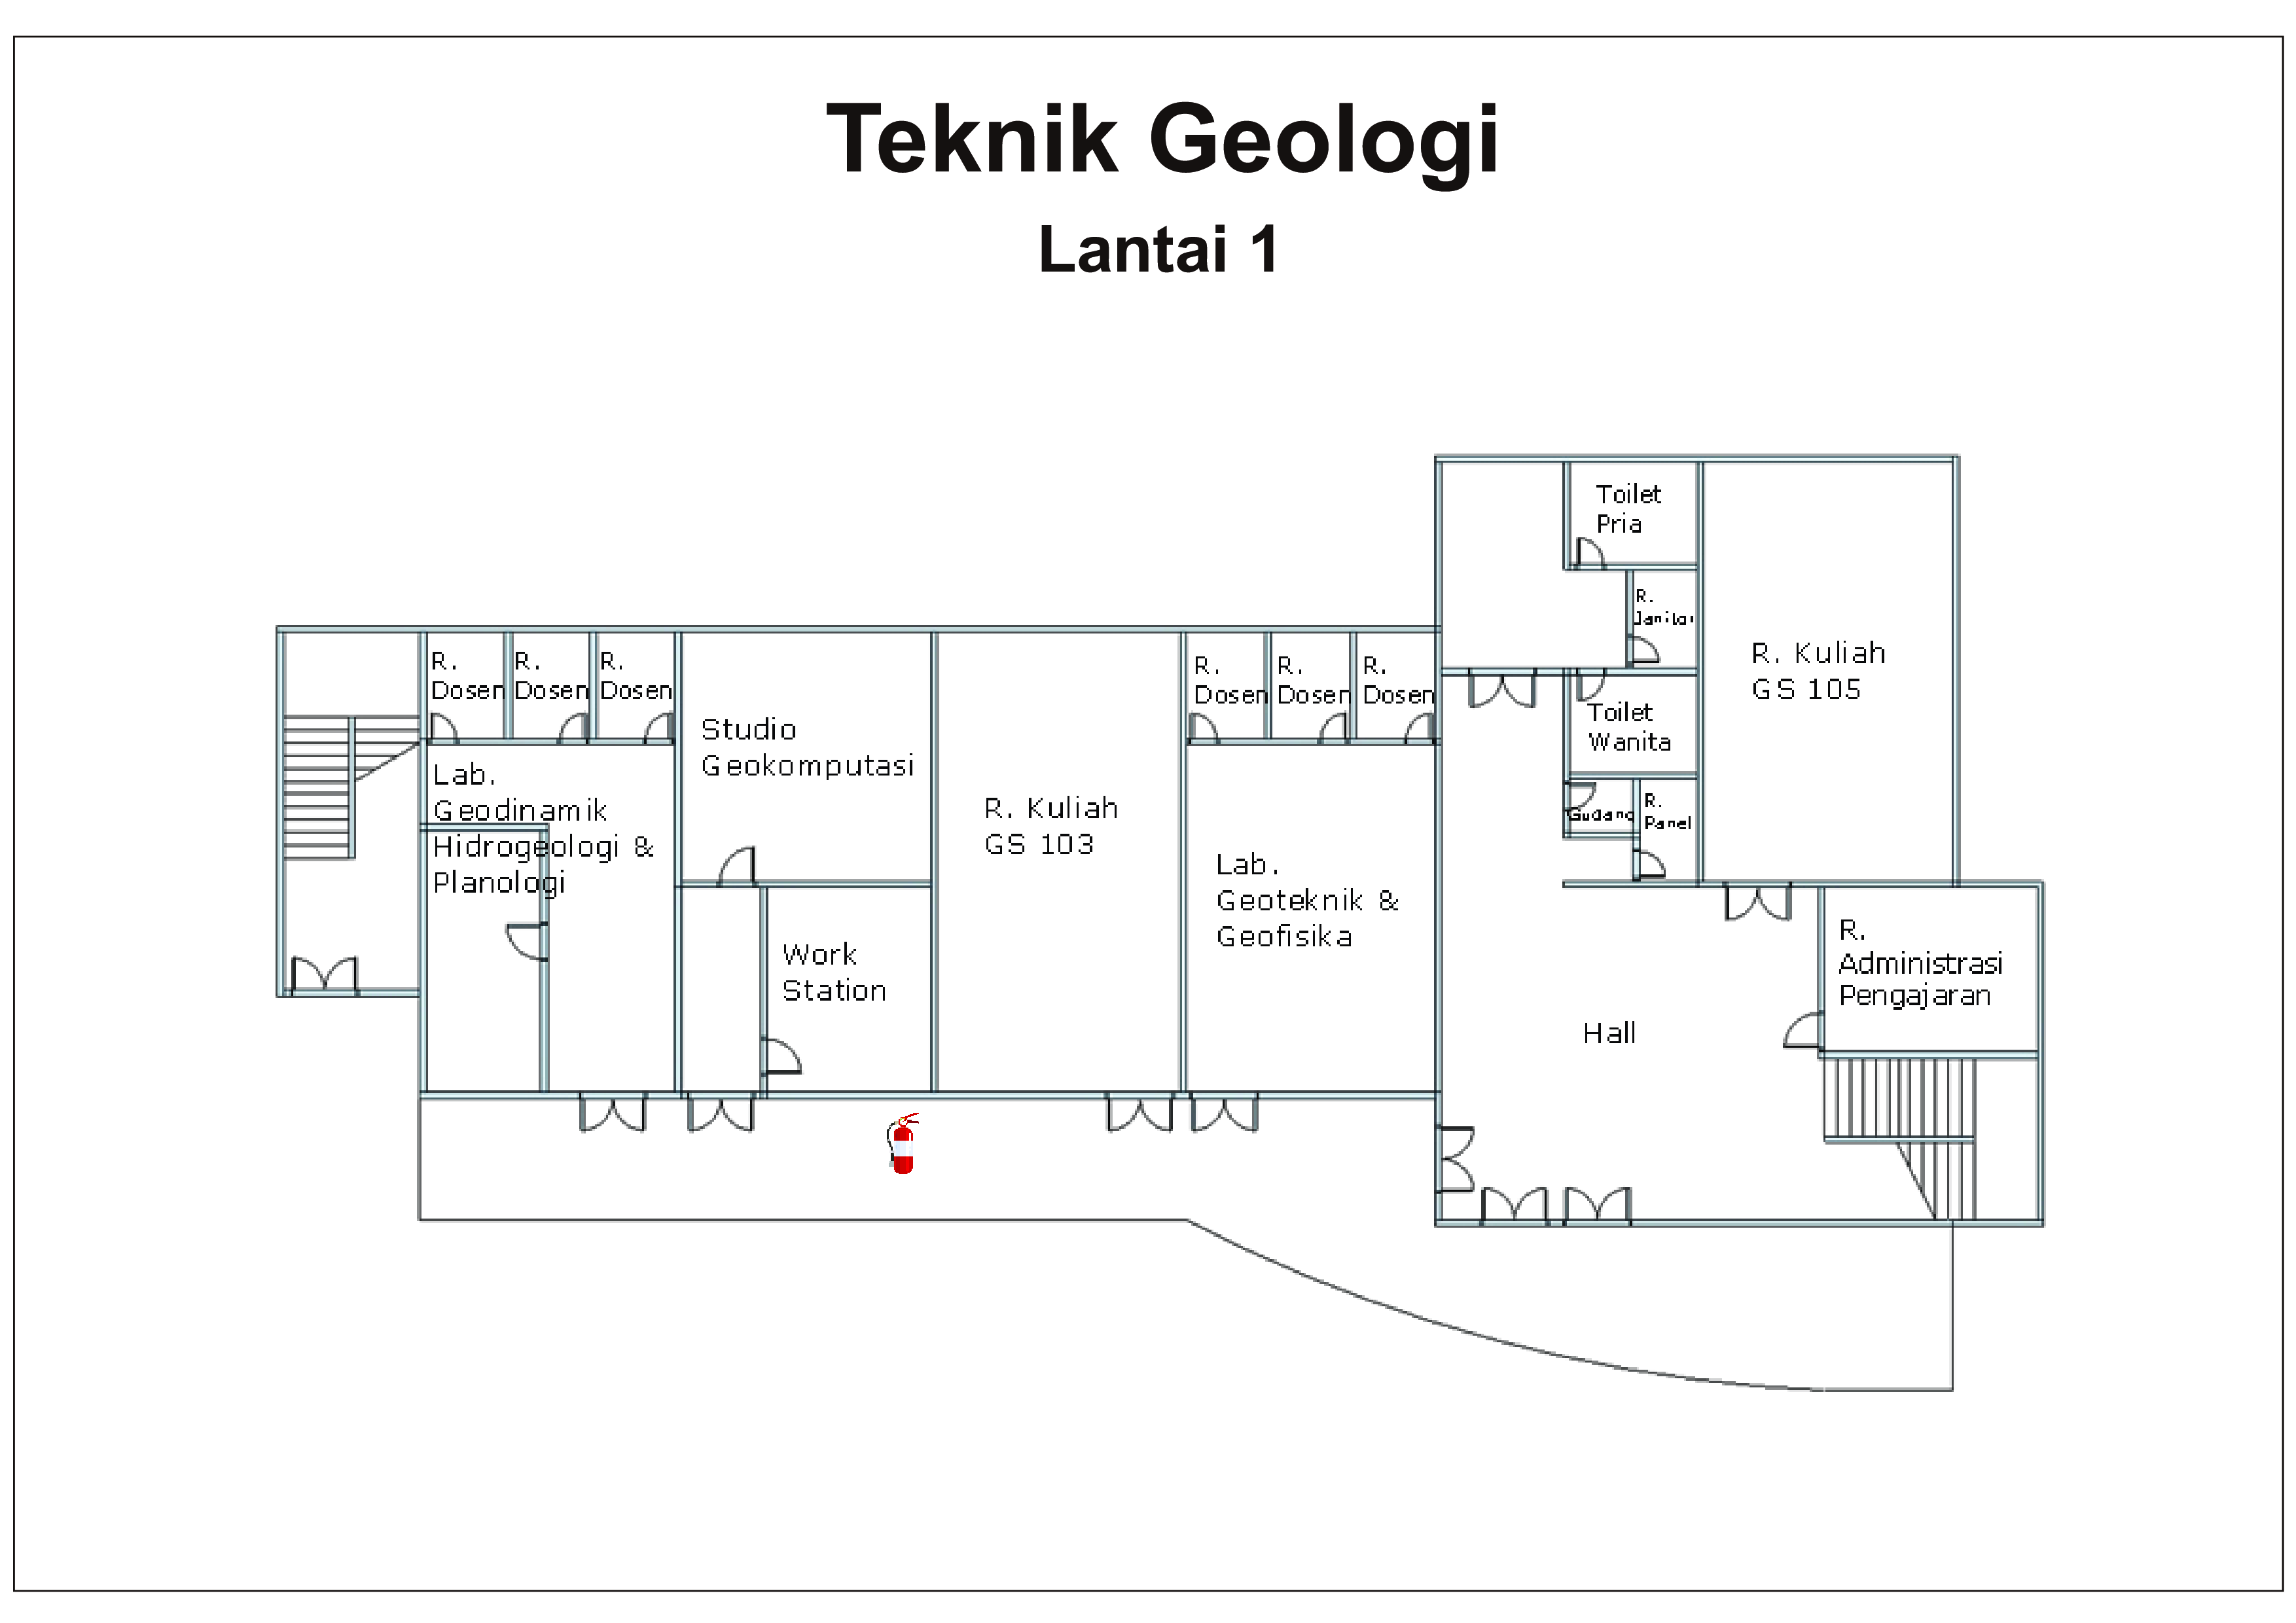 Teknik Geologi
Lantai 1
Toilet
Pria
R.
Janitor
R. Kuliah
GS 105
Toilet
Wanita
Gudang
R.
Panel
R.
Dosen
R.
Dosen
R.
Dosen
Studio
Geokomputasi
Lab.
Geodinamik
Hidrogeologi &
Planologi
Work
Station
R. Kuliah
GS 103
R.
Dosen
R.
Dosen
R.
Dosen
Lab.
Geoteknik &
Geofisika
Hall
R.
Administrasi
Pengajaran